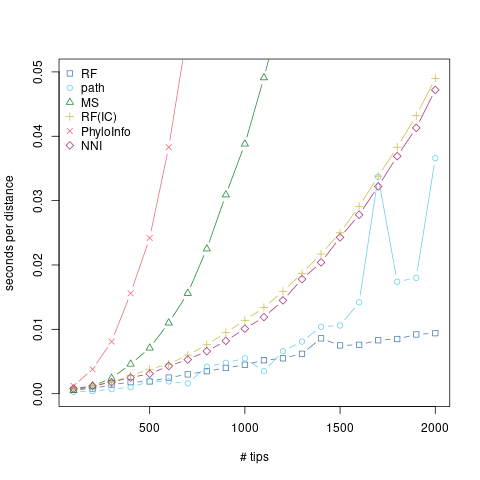 0.05
0.04
0.03
0.02
0.01
0.00
seconds per distance
RF
path
MS
RF(IC)
PhyloInfo
NNI
500 1000 1500 2000
# tips